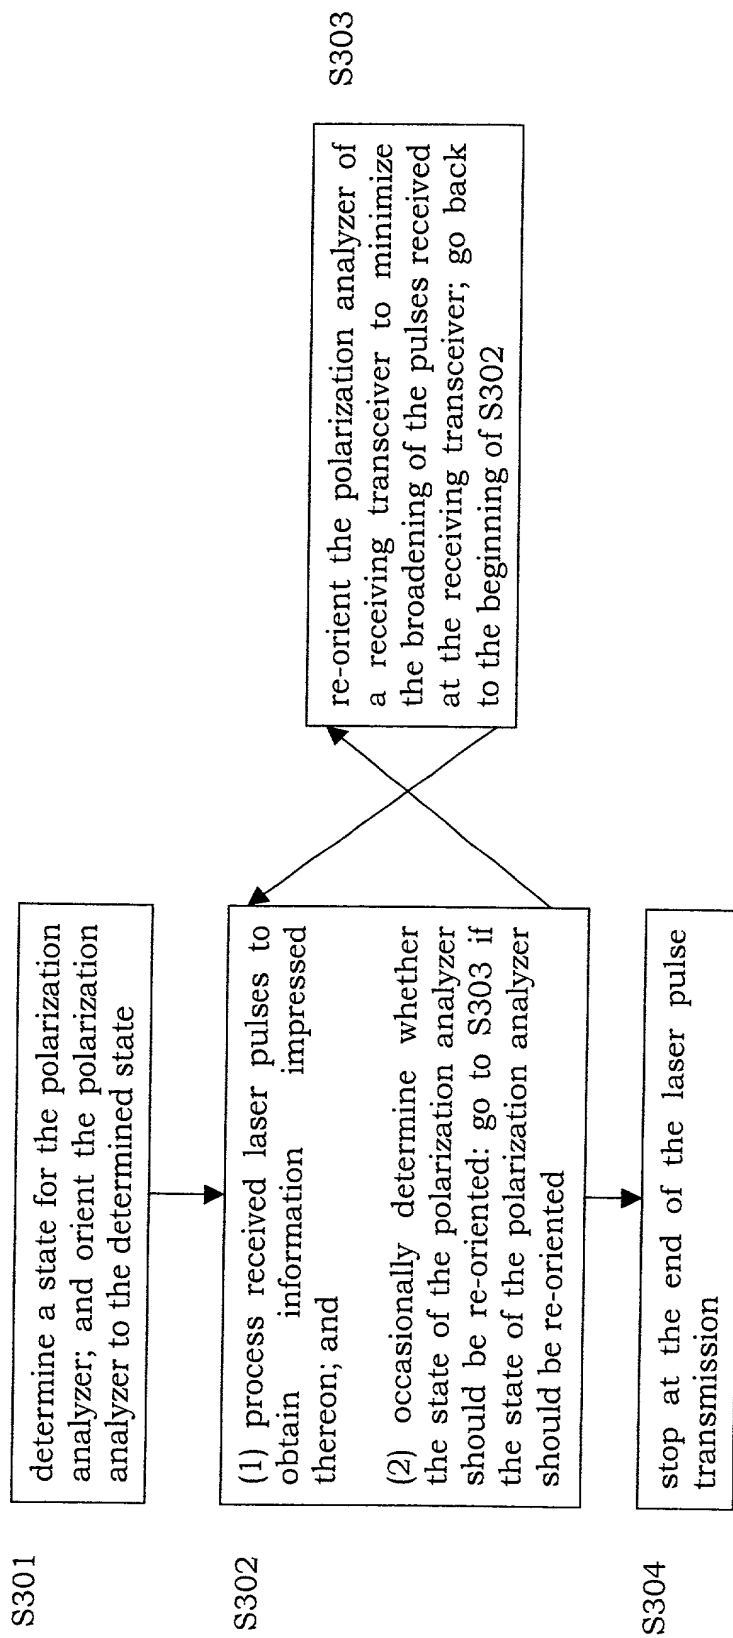 S301
determine a state for the polarization
analyzer; and orient the polarization
analyzer to the determined state
S302
(1) process received laser pulses to
obtain information impressed
thereon; and
(2) occasionally determine whether
the state of the polarization analyzer
should be re-oriented: go to S303 if
the state of the polarization analyzer
should be re-oriented
S303
re-orient the polarization analyzer of
a receiving transceiver to minimize
the broadening of the pulses received
at the receiving transceiver; go back
to the beginning of S302
S304
stop at the end of the laser pulse
transmission